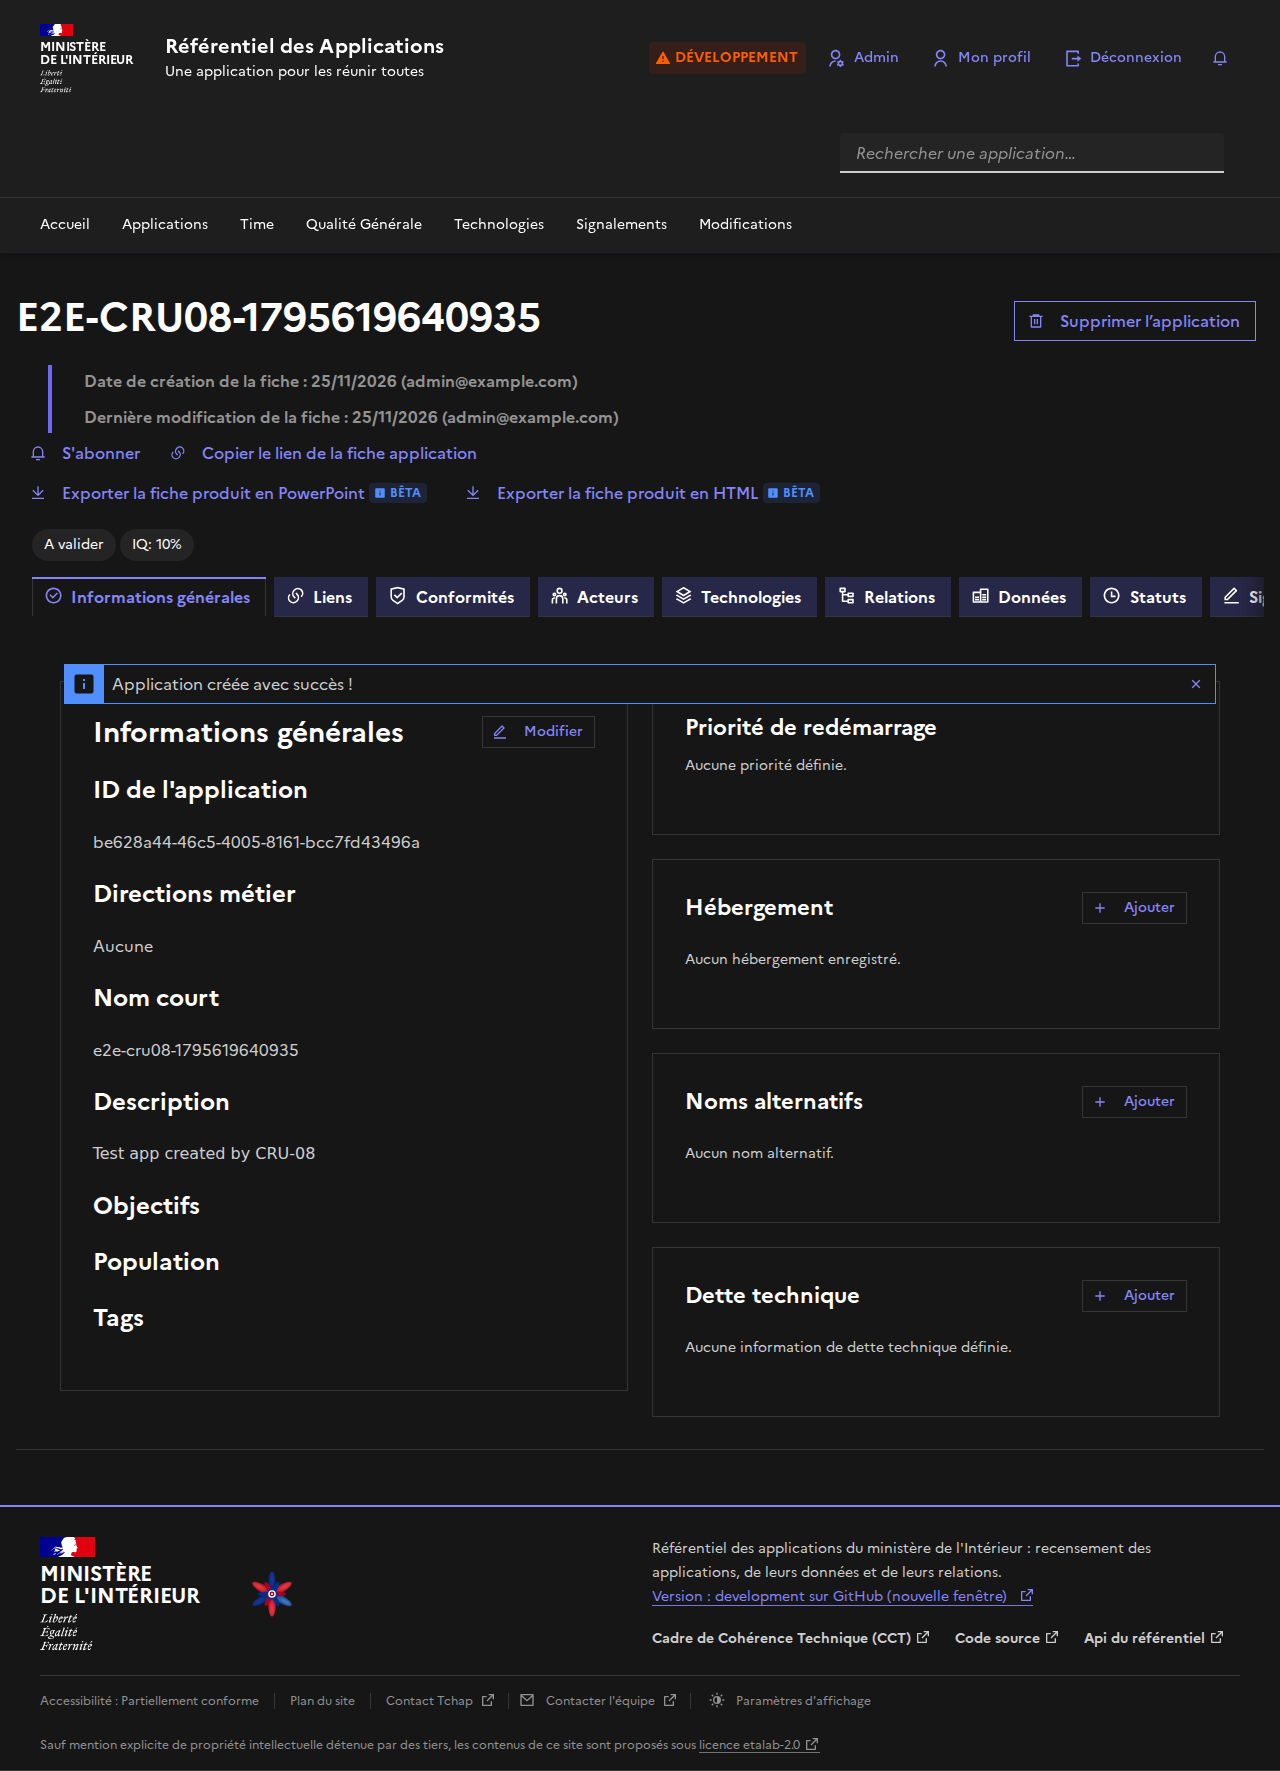 MINISTÈRE
DE L'INTÉRIEUR
Liberté
Égalité
Fraternité
Référentiel des Applications
Une application pour les réunir toutes
DÉVELOPPEMENT
Admin
Mon profil
Déconnexion
Rechercher une application…
Accueil
Applications
Time
Qualité Générale
Technologies
Signalements
Modifications
E2E-CRU08-1795619640935
Supprimer l’application
Date de création de la fiche : 25/11/2026 (admin@example.com)
Dernière modification de la fiche : 25/11/2026 (admin@example.com)
S'abonner
Copier le lien de la fiche application
Exporter la fiche produit en PowerPoint BÊTA
Exporter la fiche produit en HTML BÊTA
A valider
IQ: 10%
Informations générales
Liens
Conformités
Acteurs
Technologies
Relations
Données
Statuts
Application créée avec succès !
Informations générales
Modifier
ID de l'application
be628a44-46c5-4005-8161-bcc7fd43496a
Directions métier
Aucune
Nom court
e2e-cru08-1795619640935
Description
Test app created by CRU-08
Objectifs
Population
Tags
Priorité de redémarrage
Aucune priorité définie.
Hébergement
Ajouter
Aucun hébergement enregistré.
Noms alternatifs
Ajouter
Aucun nom alternatif.
Dette technique
Ajouter
Aucune information de dette technique définie.
MINISTÈRE
DE L'INTÉRIEUR
Liberté
Égalité
Fraternité
Référentiel des applications du ministère de l'Intérieur : recensement des
applications, de leurs données et de leurs relations.
Version : development sur GitHub (nouvelle fenêtre)
Cadre de Cohérence Technique (CCT)
Code source
Api du référentiel
Accessibilité : Partiellement conforme
Plan du site
Contact Tchap
Contacter l'équipe
Paramètres d'affichage
Sauf mention explicite de propriété intellectuelle détenue par des tiers, les contenus de ce site sont proposés sous licence etalab-2.0